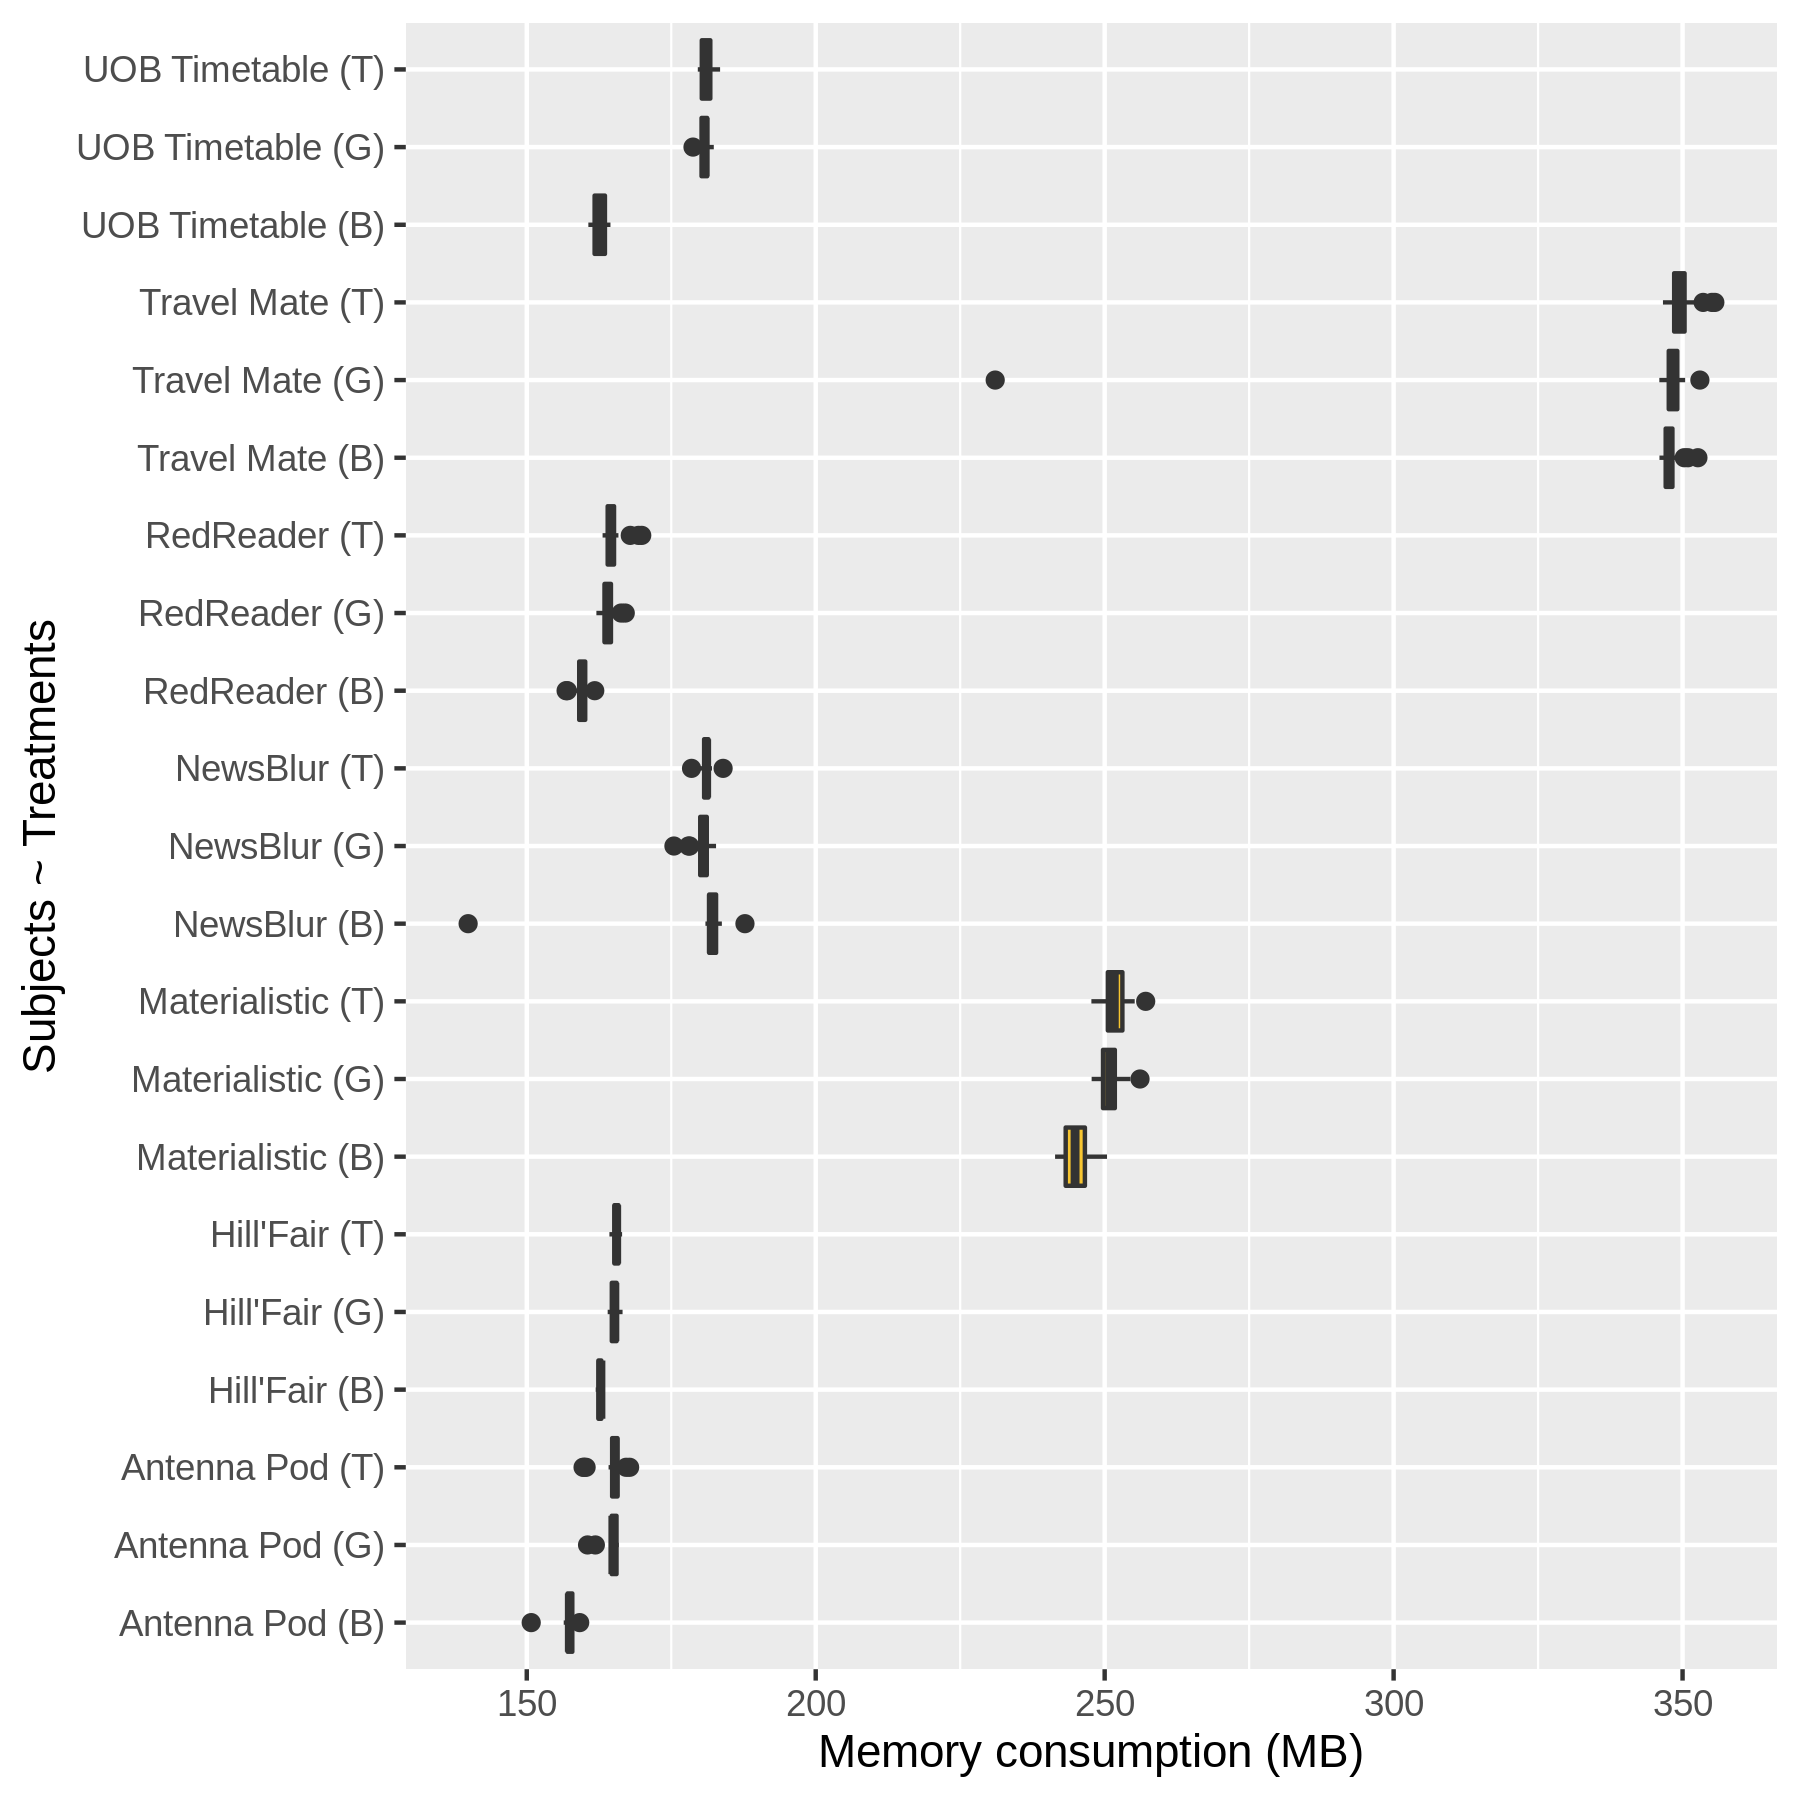 UOB Timetable (T)
UOB Timetable (G)
UOB Timetable (B)
Travel Mate (T)
Travel Mate (G)
Travel Mate (B)
RedReader (T)
RedReader (G)
RedReader (B)
NewsBlur (T)
NewsBlur (G)
NewsBlur (B)
Materialistic (T)
Materialistic (G)
Materialistic (B)
Hill'Fair (T)
Hill'Fair (G)
Hill'Fair (B)
Antenna Pod (T)
Antenna Pod (G)
Antenna Pod (B)
Subjects ~ Treatments
150 200 250 300 350
Memory consumption (MB)